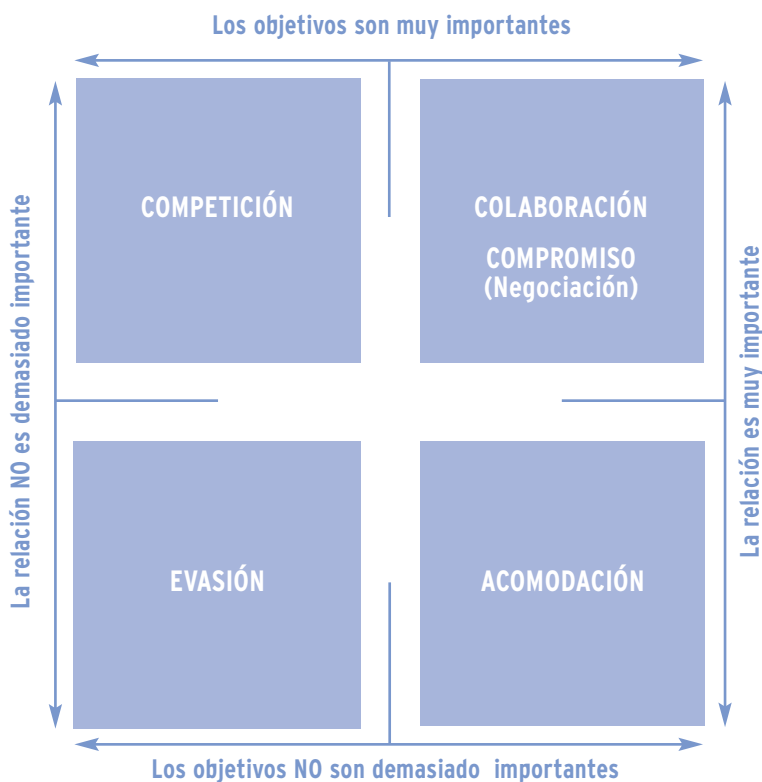 Los objetivos son muy importantes
COMPETICIÓN
COLABORACIÓN
COMPROMISO
(Negociación)
La relación NO es demasiado importante
La relación es muy importante
EVASIÓN
ACOMODACIÓN
Los objetivos NO son demasiado importantes